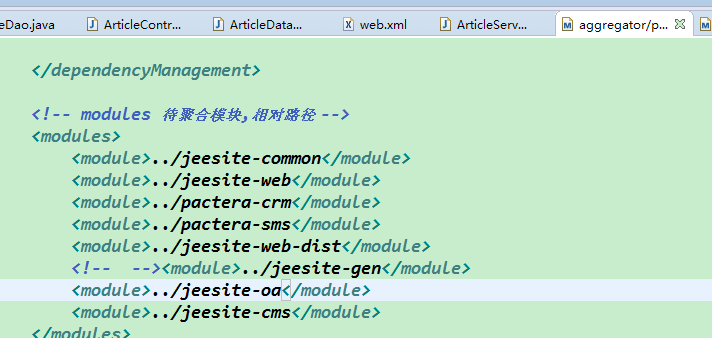 eDao.java
ArticleContr...
ArticleData...
web.xml
ArticleServ...
aggregator/p...
</dependencyManagement>
<!-- modules 待聚合模块,相对路径 -->
<modules>
<module>../jeesite-common</module>
<module>../jeesite-web</module>
<module>../pactera-crm</module>
<module>../pactera-sms</module>
<module>../jeesite-web-dist</module>
<!--  --><module>../jeesite-gen</module>
<module>../jeesite-oa</module>
<module>../jeesite-cms</module>
</modules>